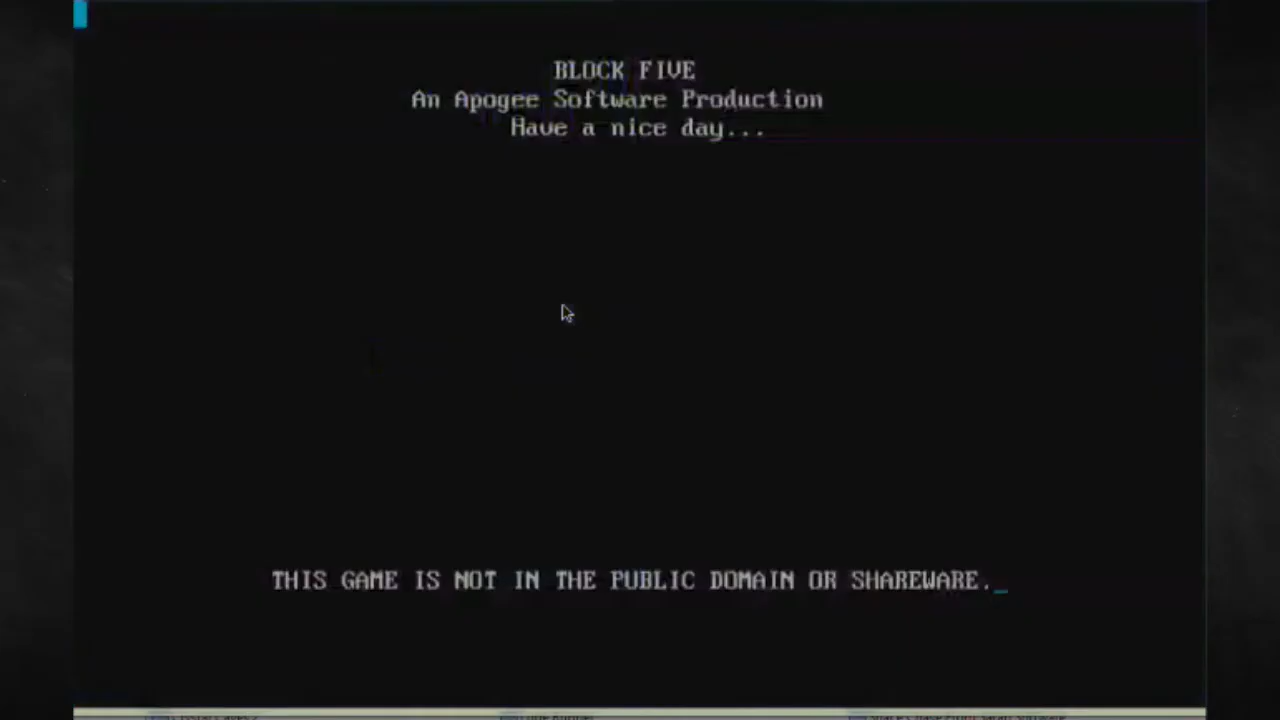 BLOCK FIVE
An Apogee Software Production
Have a nice day...
THIS GAME IS NOT IN THE PUBLIC DOMAIN OR SHAREWARE.